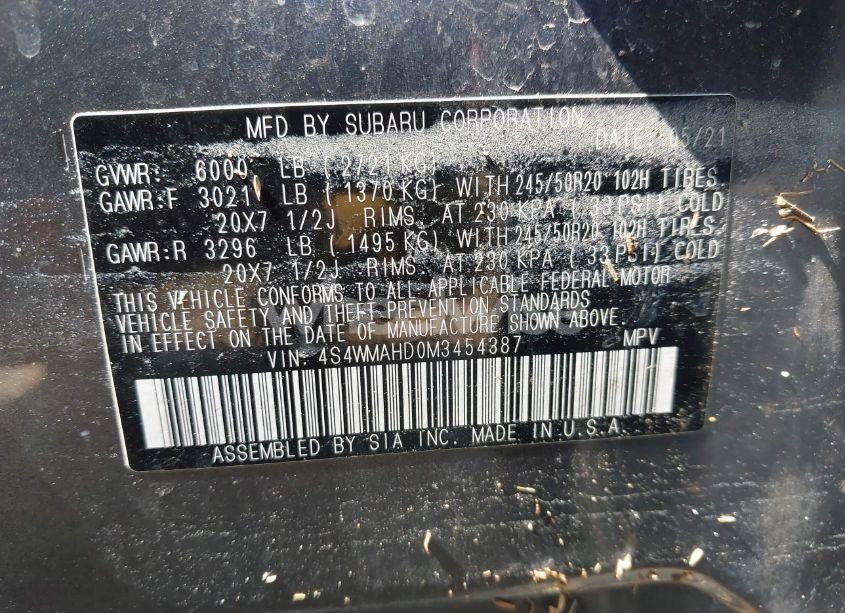 MFD BY SUBARU CORPORATION
DATE: 05/21
GVWR: 6000 LB ( 2721KG)
GAWR:F 3021 LB ( 1370 KG) WITH 245/50R20 102H TIRES
20X7 1/2J RIMS. AT 230 KPA ( 33 PSI) COLD
GAWR:R 3296 LB ( 1495 KG) WITH 245/50R20 102H TIRES
20X7 1/2J RIMS. AT 230 KPA ( 33 PSI) COLD
THIS VEHICLE CONFORMS TO ALL APPLICABLE FEDERAL MOTOR
VEHICLE SAFETY AND THEFT PREVENTION STANDARDS
IN EFFECT ON THE DATE OF MANUFACTURE SHOWN ABOVE
VIN: 4S4WMAHD0M3454387 MPV
ASSEMBLED BY SIA INC. MADE IN U.S.A.